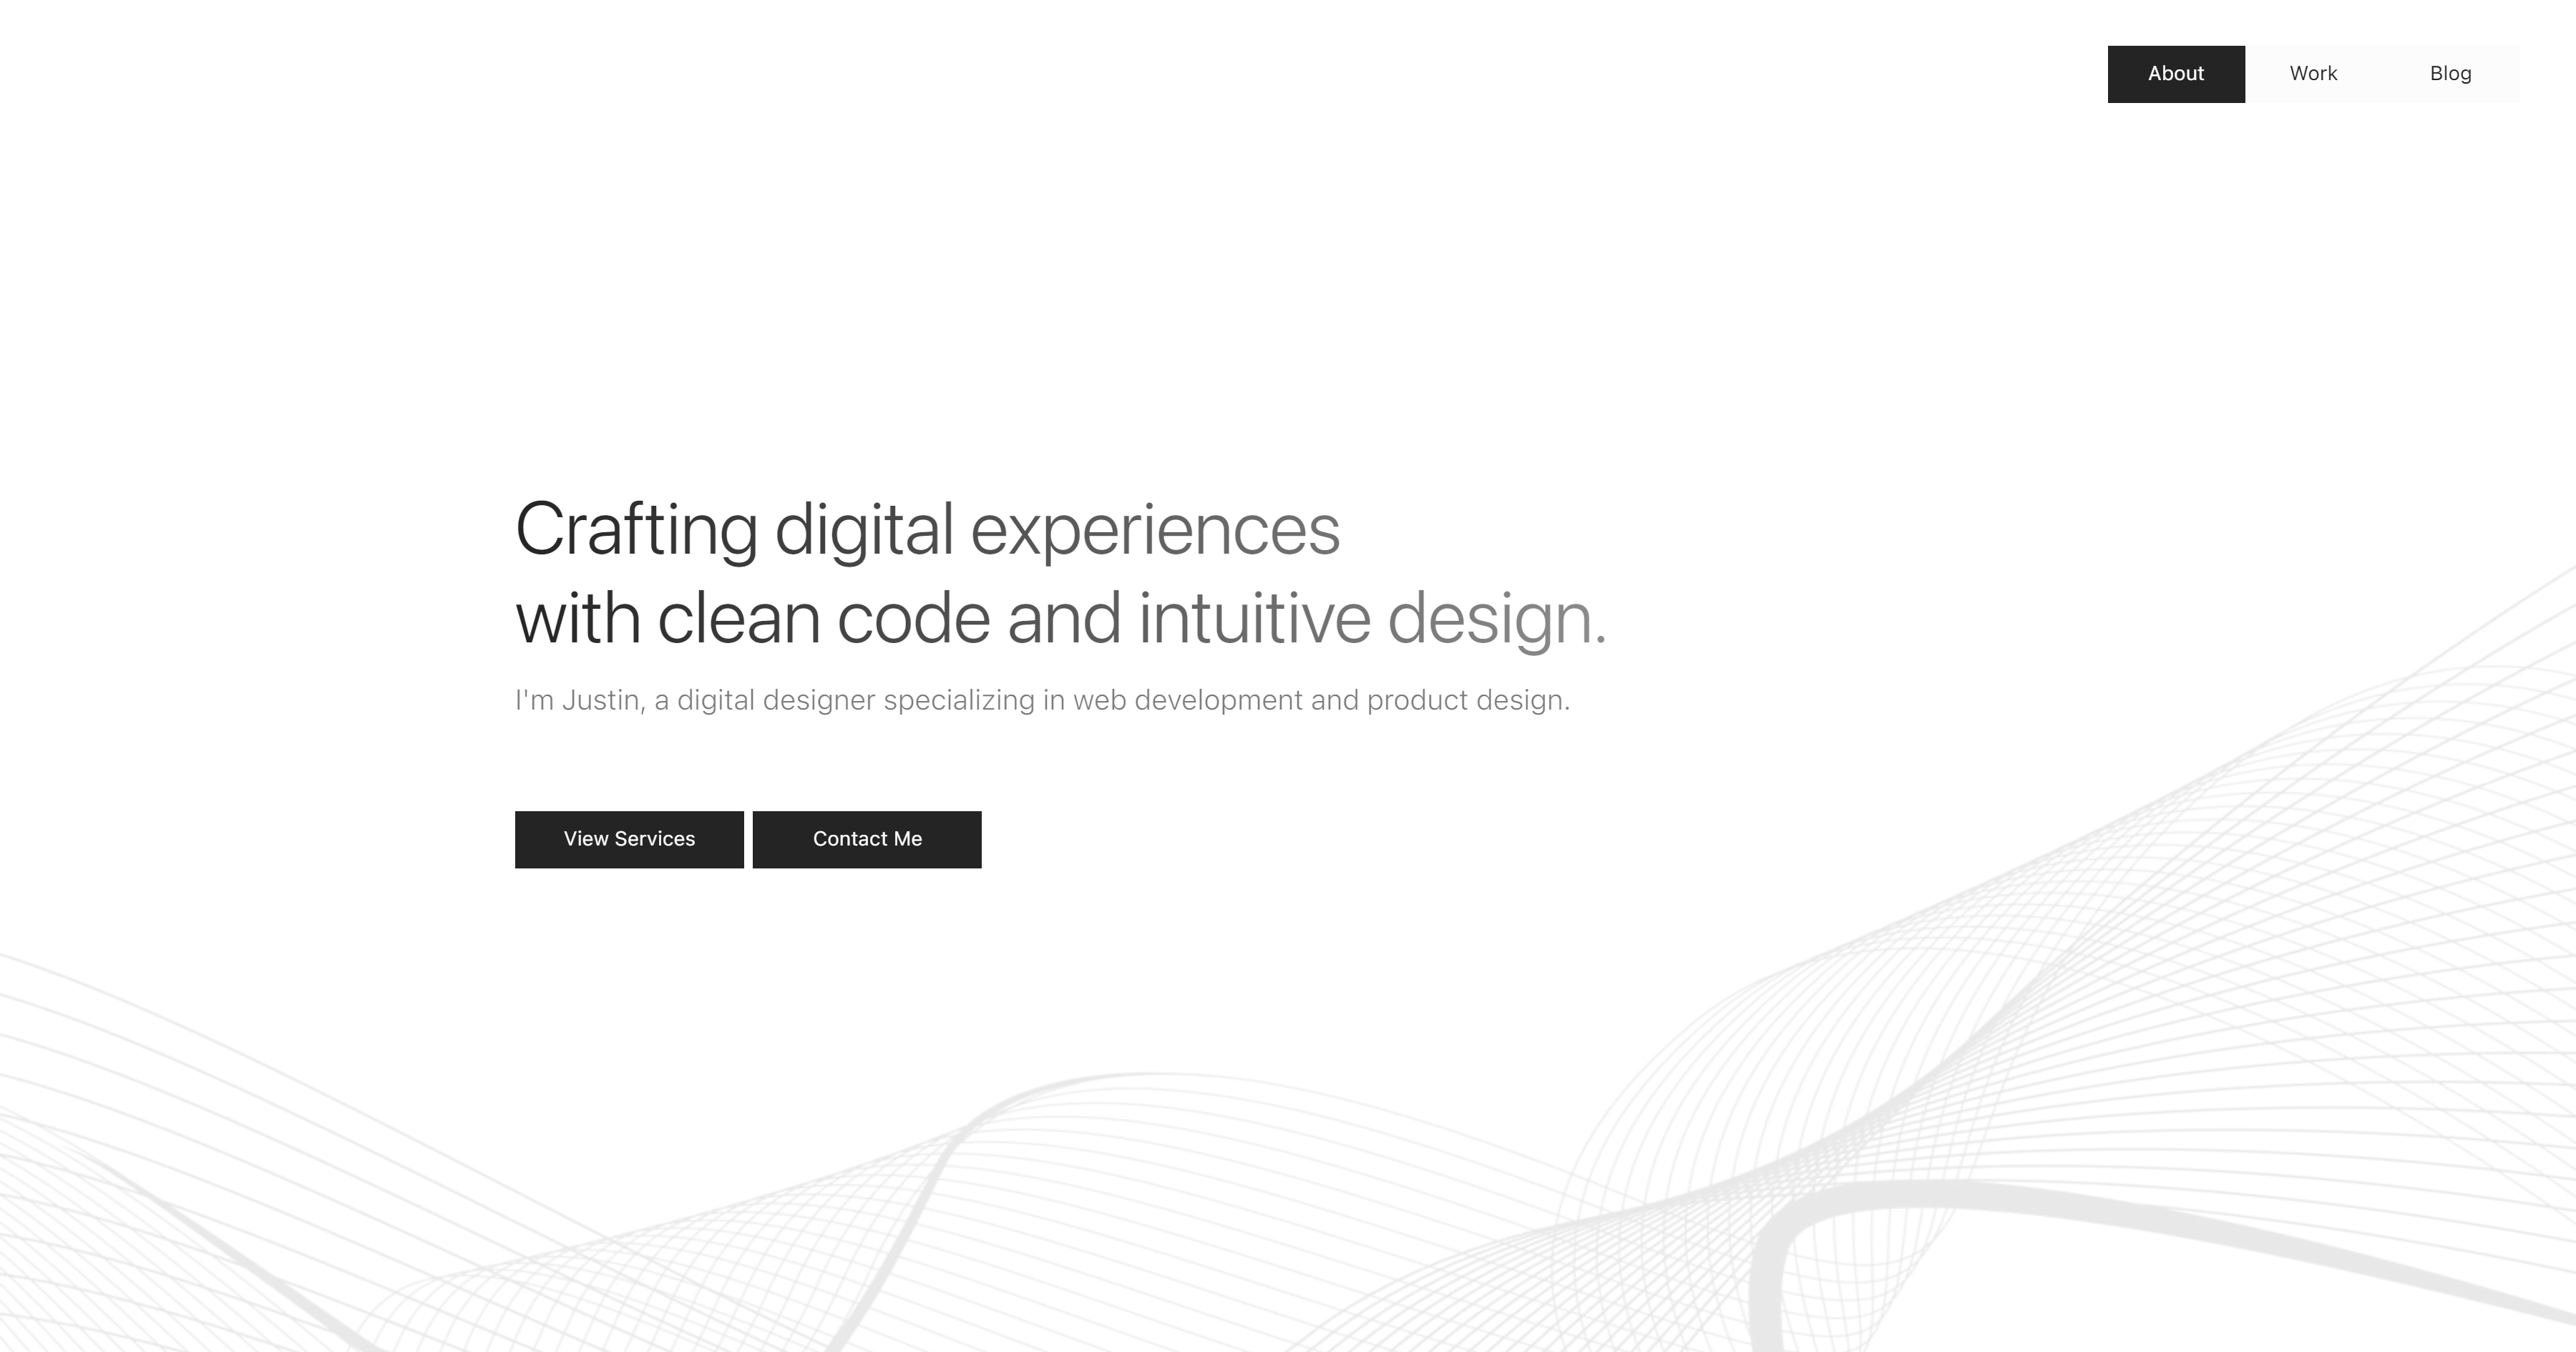 About Work Blog
Crafting digital experiences
with clean code and intuitive design.
I'm Justin, a digital designer specializing in web development and product design.
View Services Contact Me